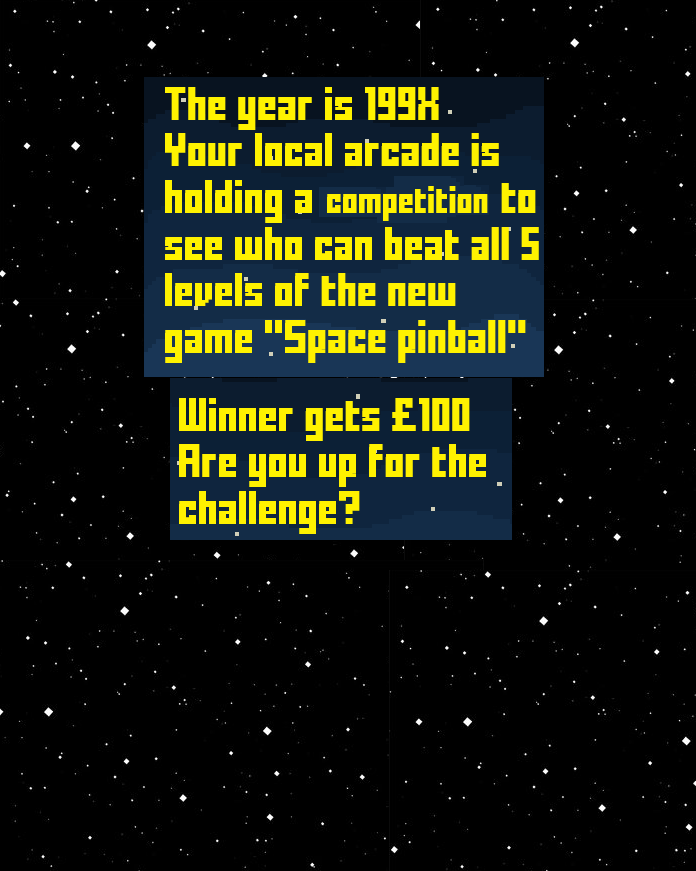 The year is 199X
Your local arcade is
holding a competition to
see who can beat all 5
levels of the new
game "Space pinball"
Winner gets £100
Are you up for the
challenge?